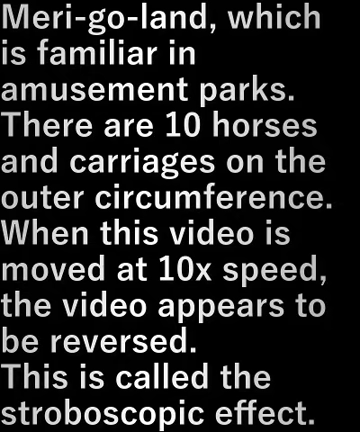 Meri-go-land, which
is familiar in
amusement parks.
There are 10 horses
and carriages on the
outer circumference.
When this video is
moved at 10x speed,
the video appears to
be reversed.
This is called the
stroboscopic effect.